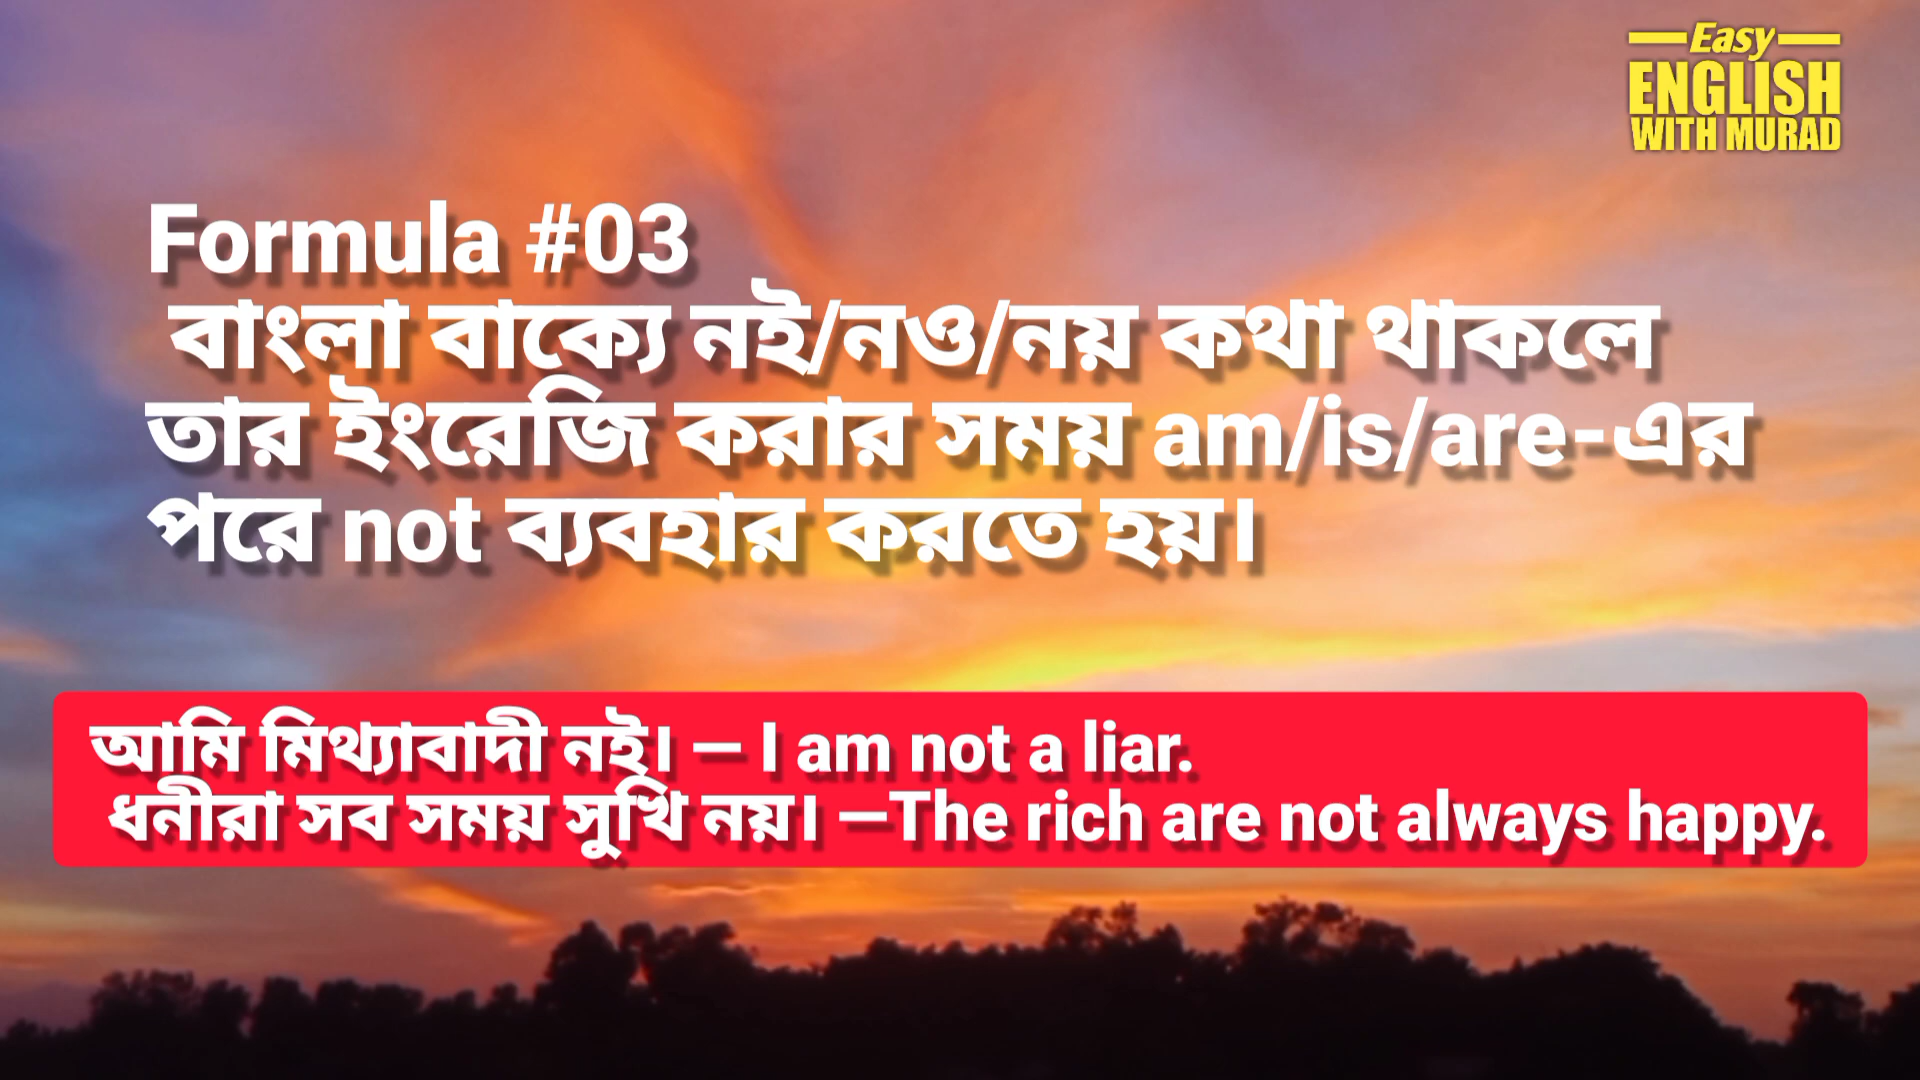 Easy
ENGLISH
WITH MURAD
Formula #03
বাংলা বাক্যে নই/নও/নয় কথা থাকলে
তার ইংরেজি করার সময় am/is/are-এর
পরে not ব্যবহার করতে হয়।
আমি মিথ্যাবাদী নই। — I am not a liar.
ধনীরা সব সময় সুখি নয়। —The rich are not always happy.